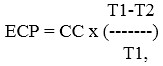 T1-T2
ECP = CC x (-------)
T1,